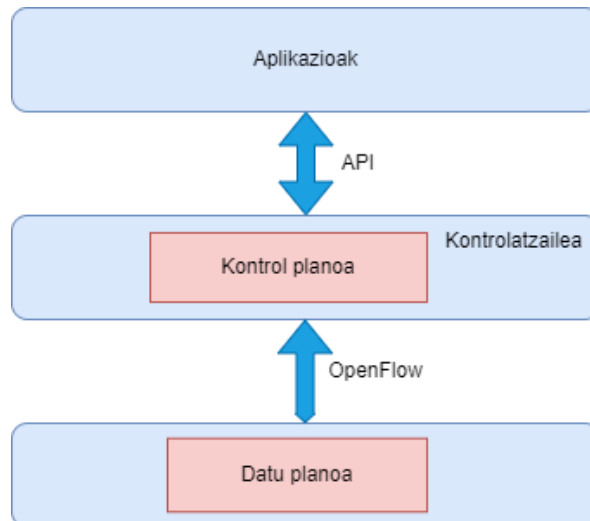 Aplikazioak
API
Kontrolatzailea
Kontrol planoa
OpenFlow
Datu planoa